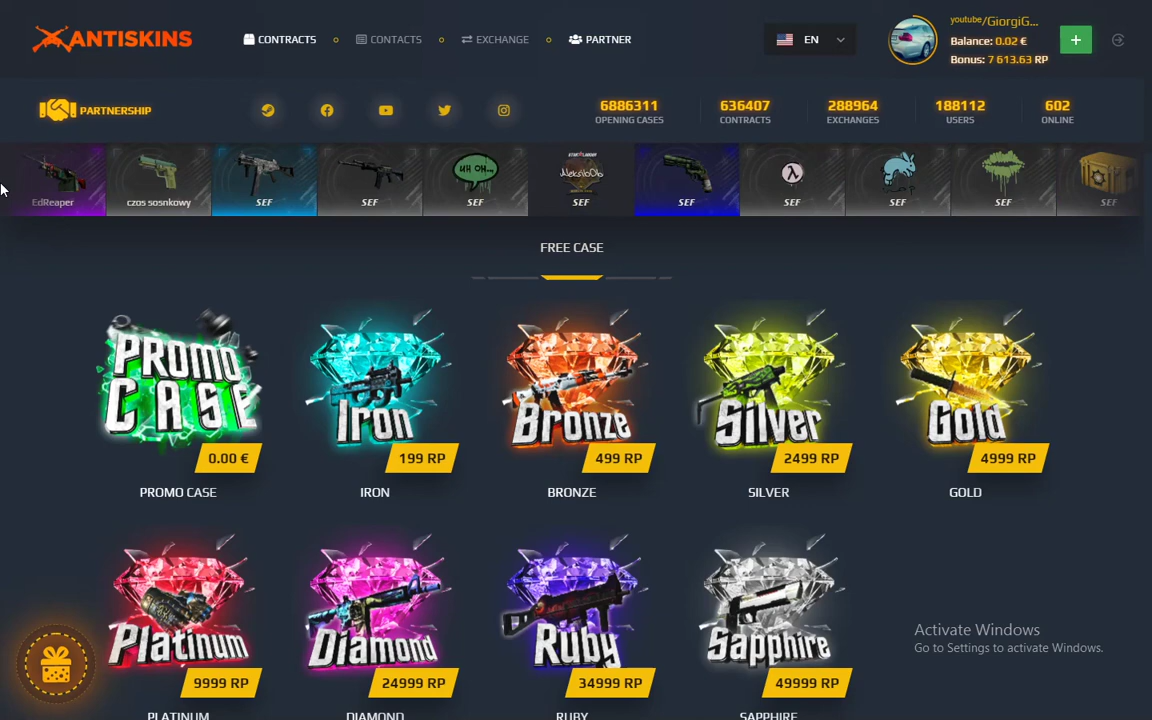 ANTISKINS
CONTRACTS
CONTACTS
EXCHANGE
PARTNER
EN
youtube/GiorgiG...
Balance: 0.02 €
Bonus: 7 613.63 RP
+
PARTNERSHIP
6886311
OPENING CASES
636407
CONTRACTS
288964
EXCHANGES
188112
USERS
602
ONLINE
UH OH...
EdReaper
czos sosnkowy
SEF
SEF
SEF
SEF
SEF
SEF
SEF
SEF
SEF
FREE CASE
PROMO
CASE
Iron
Bronze
Silver
Gold
0.00 €
199 RP
499 RP
2499 RP
4999 RP
PROMO CASE
IRON
BRONZE
SILVER
GOLD
Platinum
Diamond
Ruby
Sapphire
9999 RP
24999 RP
34999 RP
49999 RP
PLATINUM
DIAMOND
RUBY
SAPPHIRE
Activate Windows
Go to Settings to activate Windows.